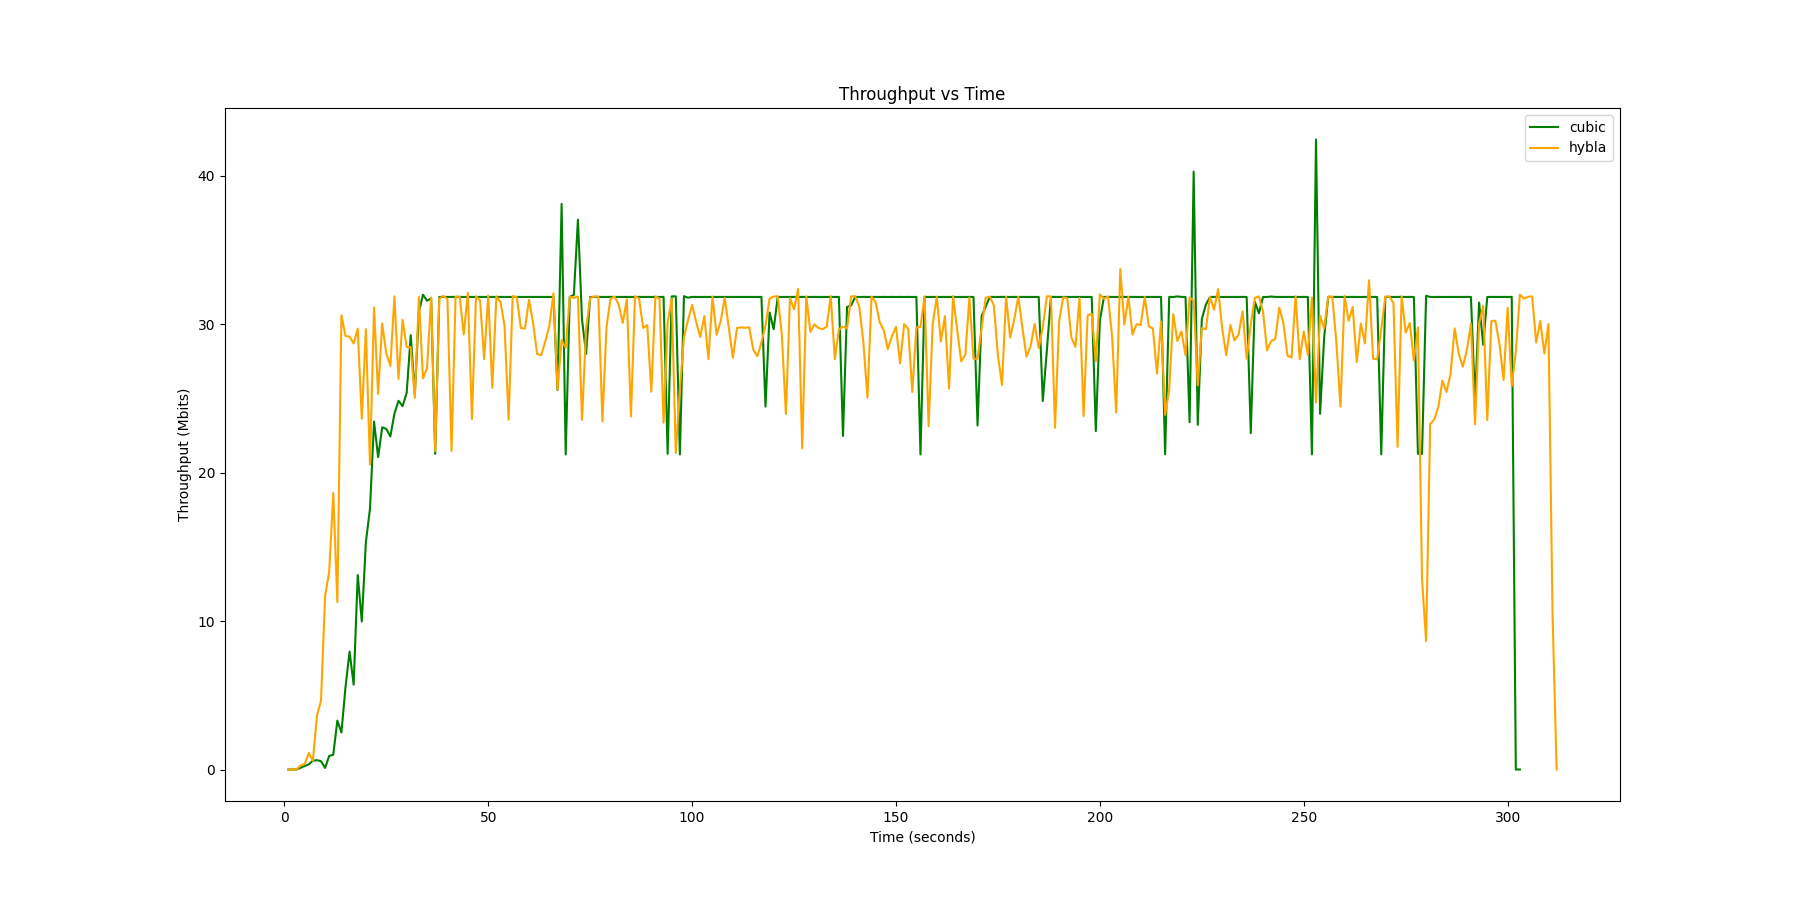 Throughput vs Time
cubic
hybla
Throughput (Mbits)
40
30
20
10
0
0 50 100 150 200 250 300
Time (seconds)